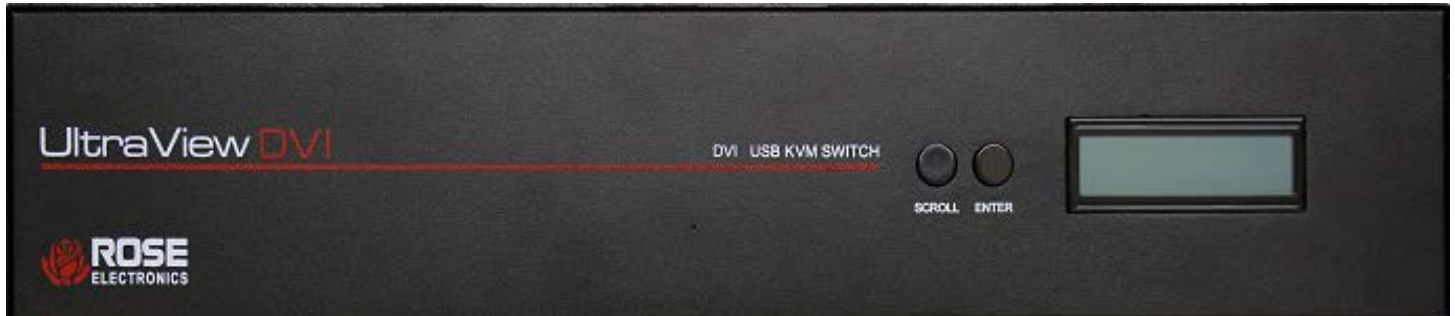 UltraView DVI
DVI USB KVM SWITCH
SCROLL ENTER
ROSE
ELECTRONICS